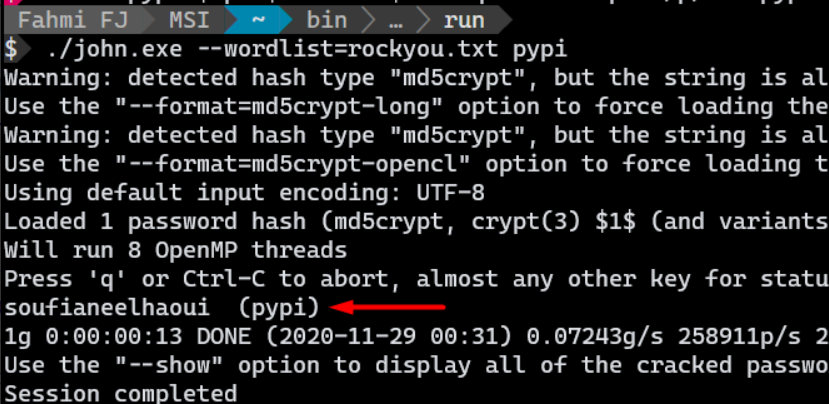 Fahmi FJ MSI ~ bin … run
$ ./john.exe --wordlist=rockyou.txt pypi
Warning: detected hash type "md5crypt", but the string is al
Use the "--format=md5crypt-long" option to force loading the
Warning: detected hash type "md5crypt", but the string is al
Use the "--format=md5crypt-opencl" option to force loading t
Using default input encoding: UTF-8
Loaded 1 password hash (md5crypt, crypt(3) $1$ (and variants
Will run 8 OpenMP threads
Press 'q' or Ctrl-C to abort, almost any other key for statu
soufianeelhaoui (pypi)
1g 0:00:00:13 DONE (2020-11-29 00:31) 0.07243g/s 258911p/s 2
Use the "--show" option to display all of the cracked passwo
Session completed